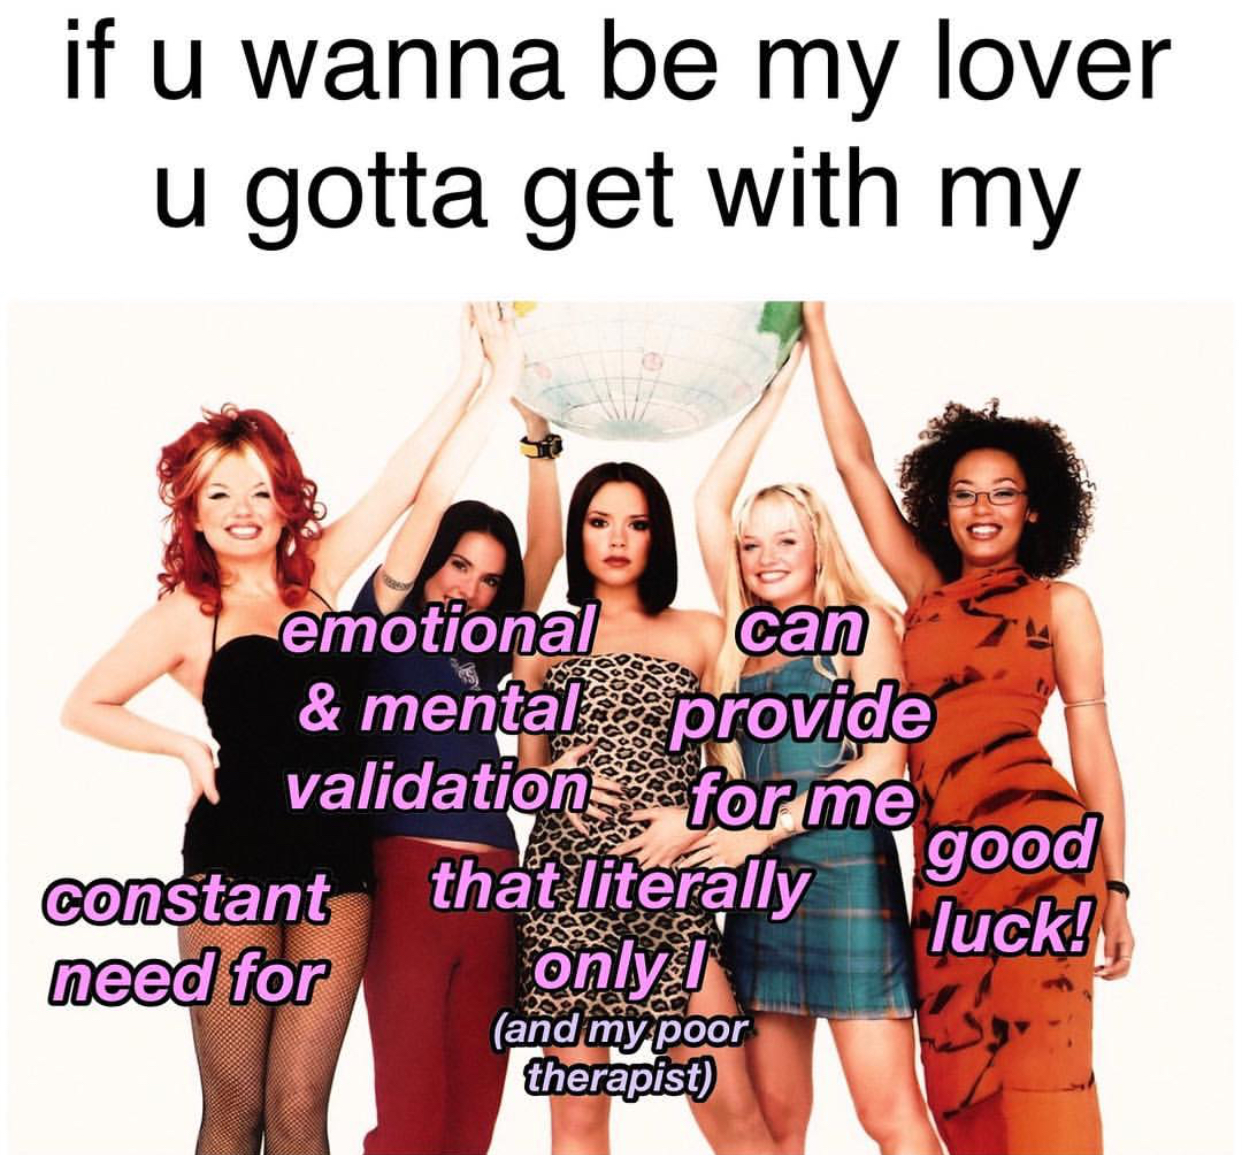 if u wanna be my lover
u gotta get with my
constant
need for
emotional
& mental
validation
that literally
only I
(and my poor
therapist)
can
provide
for me
good
luck!